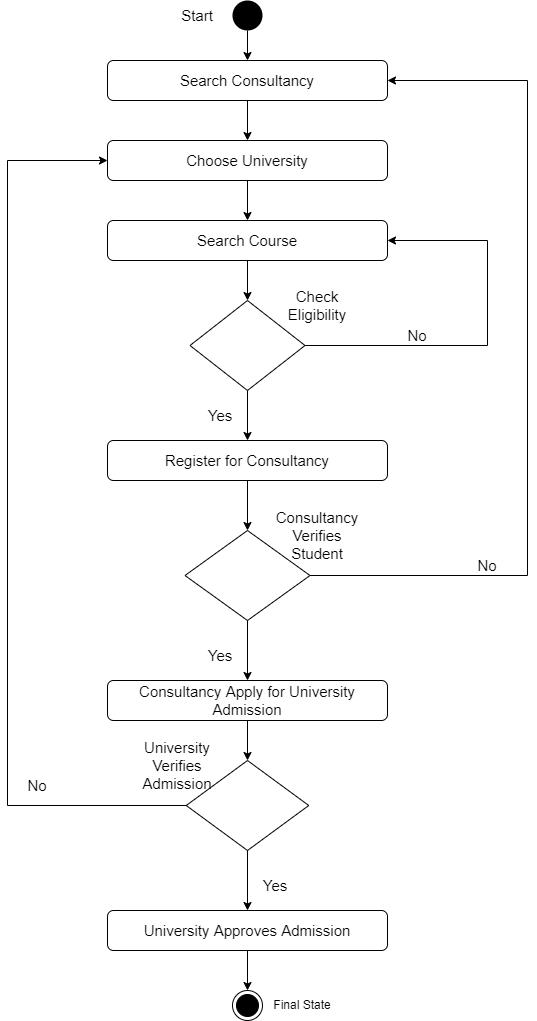 Start
Search Consultancy
Choose University
Search Course
Check
Eligibility
No
Yes
Register for Consultancy
Consultancy
Verifies
Student
No
Yes
Consultancy Apply for University
Admission
University
Verifies
Admission
No
Yes
University Approves Admission
Final State